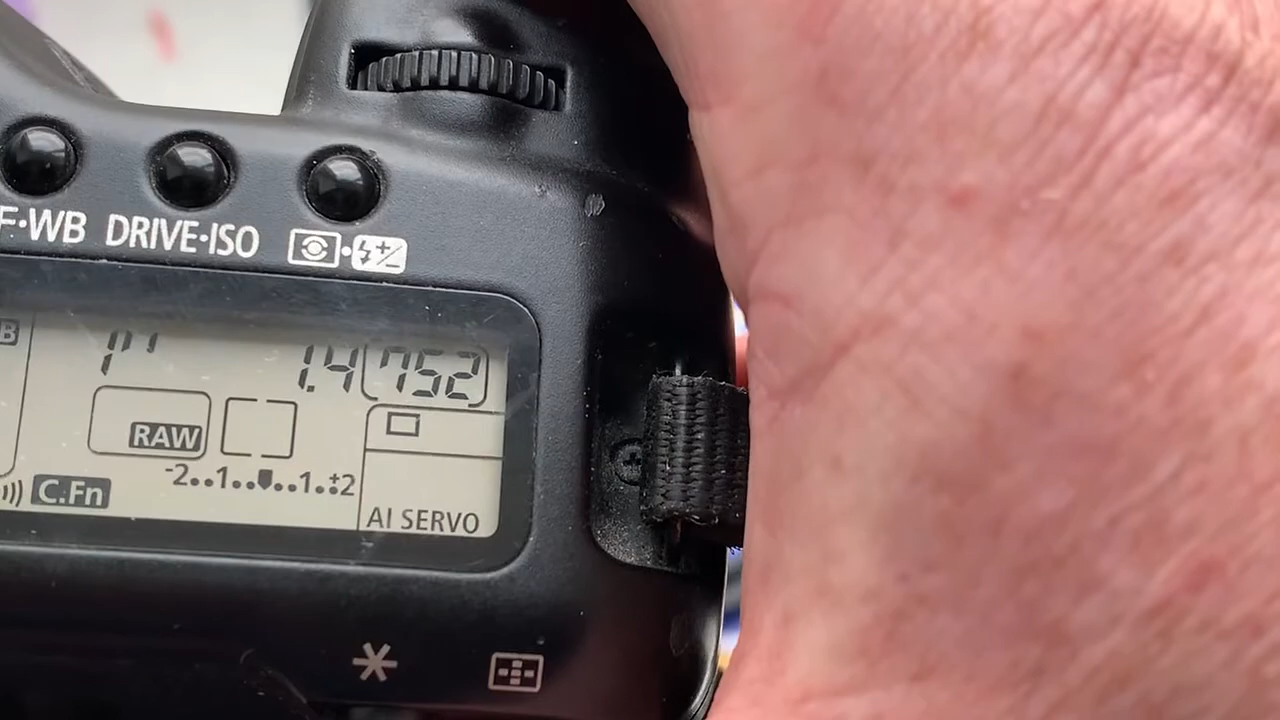 F·WB DRIVE·ISO
B 1" 1.4 752
RAW
-2..1..▼..1..+2
C.Fn
AI SERVO